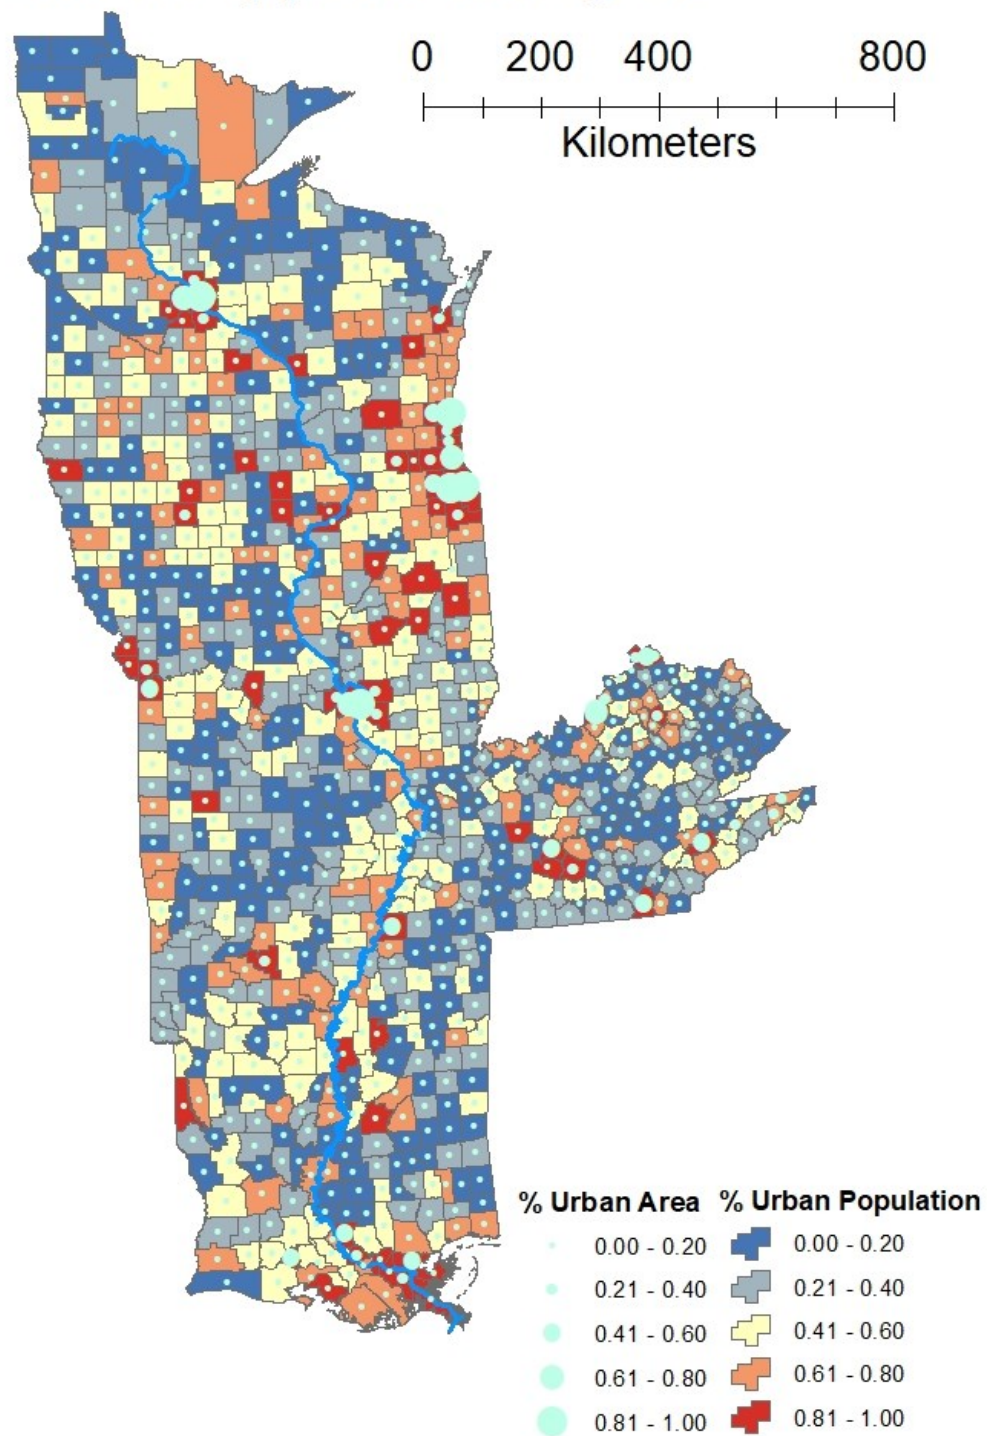 0 200 400 800
Kilometers
% Urban Area % Urban Population
0.00 - 0.20 0.00 - 0.20
0.21 - 0.40 0.21 - 0.40
0.41 - 0.60 0.41 - 0.60
0.61 - 0.80 0.61 - 0.80
0.81 - 1.00 0.81 - 1.00